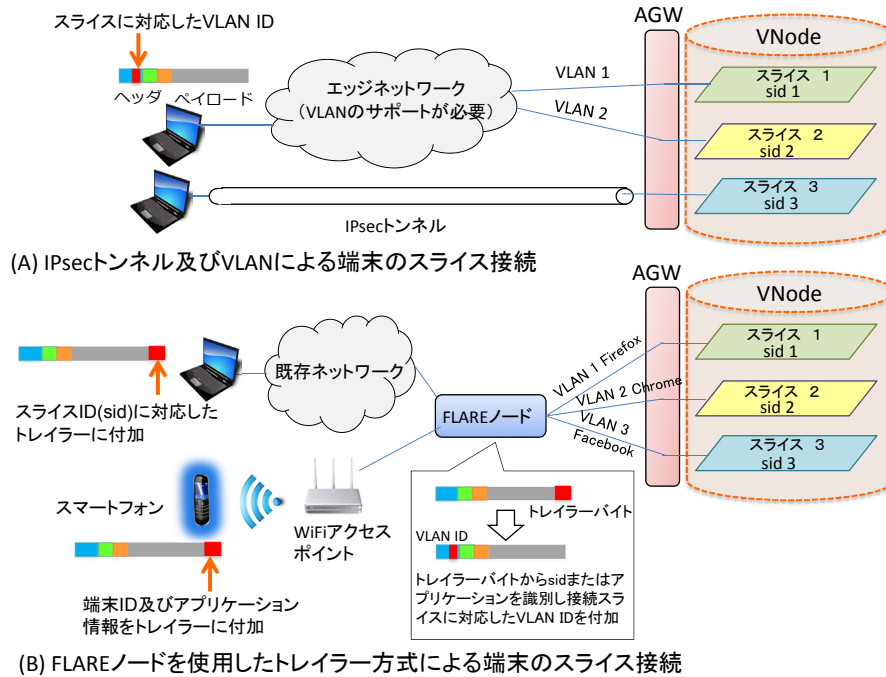 スライスに対応したVLAN ID
ヘッダ ペイロード
エッジネットワーク
(VLANのサポートが必要)
VLAN 1
VLAN 2
AGW
VNode
スライス 1
sid 1
スライス 2
sid 2
スライス 3
sid 3
IPsecトンネル
(A) IPsecトンネル及びVLANによる端末のスライス接続
AGW
VNode
スライス 1
sid 1
スライス 2
sid 2
スライス 3
sid 3
既存ネットワーク
FLAREノード
VLAN 1 Firefox
VLAN 2 Chrome
VLAN 3
Facebook
スライスID(sid)に対応した
トレイラーに付加
スマートフォン
WiFiアクセス
ポイント
端末ID及びアプリケーション
情報をトレイラーに付加
トレイラーバイト
VLAN ID
トレイラーバイトからsidまたはア
プリケーションを識別し接続スラ
イスに対応したVLAN IDを付加
(B) FLAREノードを使用したトレイラー方式による端末のスライス接続